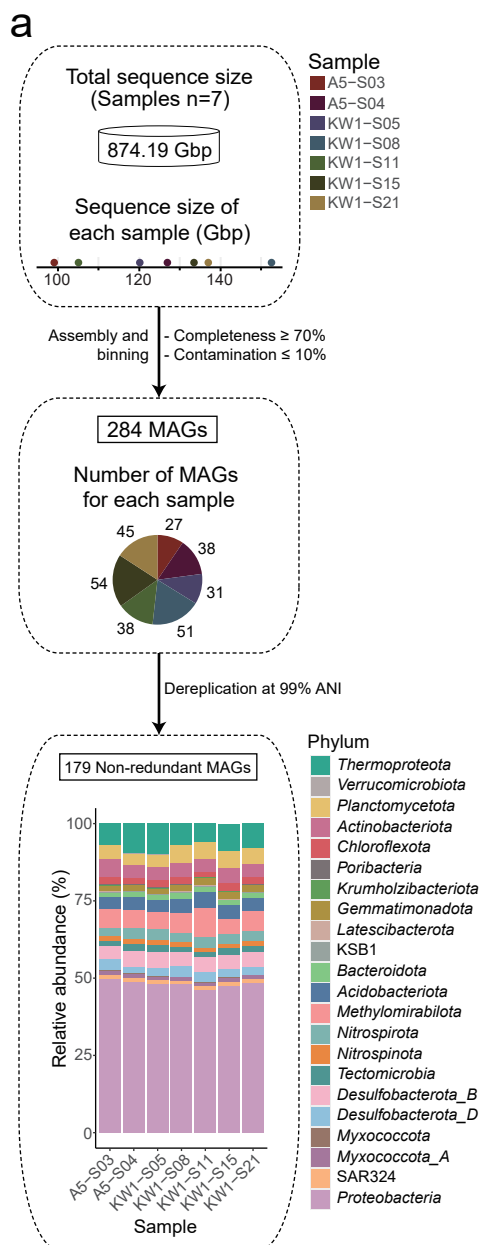 a
Total sequence size
(Samples n=7)
874.19 Gbp
Sequence size of
each sample (Gbp)
100
120
140
Sample
A5−S03
A5−S04
KW1−S05
KW1−S08
KW1−S11
KW1−S15
KW1−S21
Assembly and
binning
- Completeness ≥ 70%
- Contamination ≤ 10%
284 MAGs
Number of MAGs
for each sample
27
38
31
51
38
54
45
Dereplication at 99% ANI
179 Non-redundant MAGs
Relative abundance (%)
100
75
50
25
0
A5−S03
A5−S04
KW1−S05
KW1−S08
KW1−S11
KW1−S15
KW1−S21
Sample
Phylum
Thermoproteota
Verrucomicrobiota
Planctomycetota
Actinobacteriota
Chloroflexota
Poribacteria
Krumholzibacteriota
Gemmatimonadota
Latescibacterota
KSB1
Bacteroidota
Acidobacteriota
Methylomirabilota
Nitrospirota
Nitrospinota
Tectomicrobia
Desulfobacterota_B
Desulfobacterota_D
Myxococcota
Myxococcota_A
SAR324
Proteobacteria